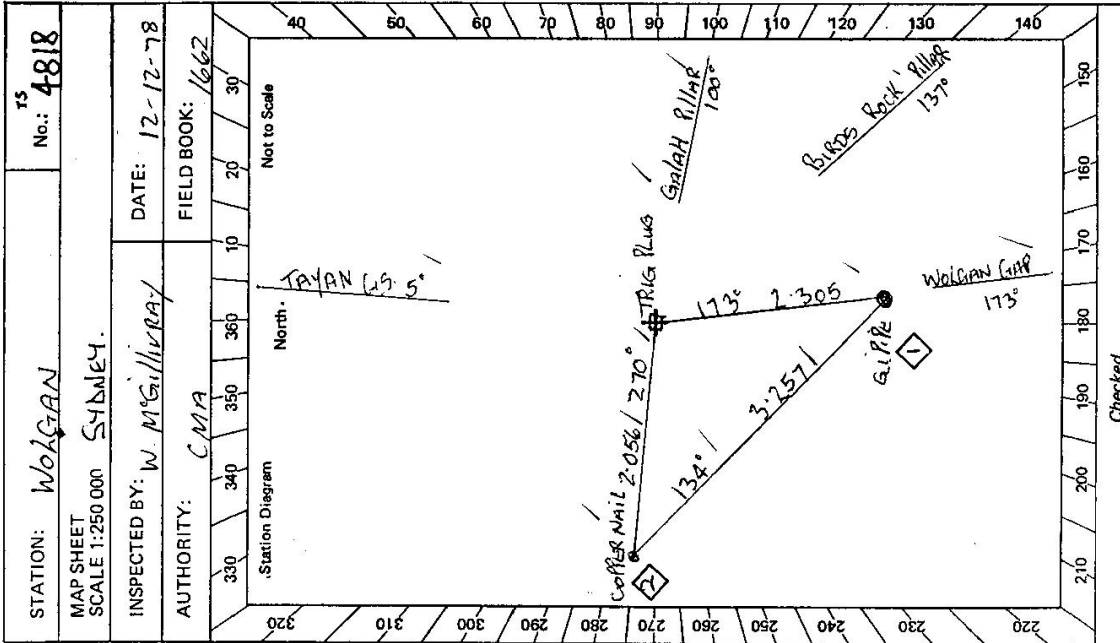 STATION: WOLGAN
TS
No.: 4818
MAP SHEET
SCALE 1:250 000 SYDNEY.
INSPECTED BY: W. McGillivray
DATE: 12-12-78
AUTHORITY: CMA
FIELD BOOK: 1662
330 340 350 360 10 20 30
Station Diagram
North.
Not to Scale
320 310 300 290 280 270 260 250 240 230 220
40 50 60 70 80 90 100 110 120 130 140
TAYAN G.S. 5°
COPPER NAIL
2
2.056 270°
TRIG PLUG
GALAH PILLAR
100°
134° 3.257
173° 2.305
G.I PIPE
1
BIRDS ROCK PILLAR
137°
WOLGAN GAP
173°
210 200 190 180 170 160 150
Checked